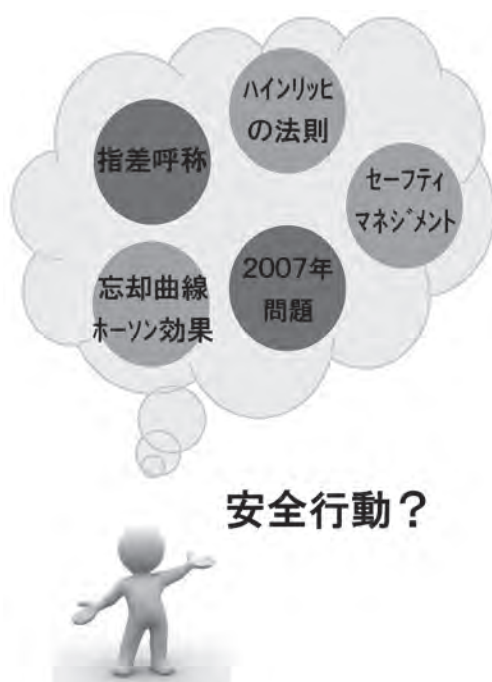 ハインリッヒ
の法則
指差呼称
セーフティ
マネジメント
2007年
問題
忘却曲線
ホーソン効果
安全行動？